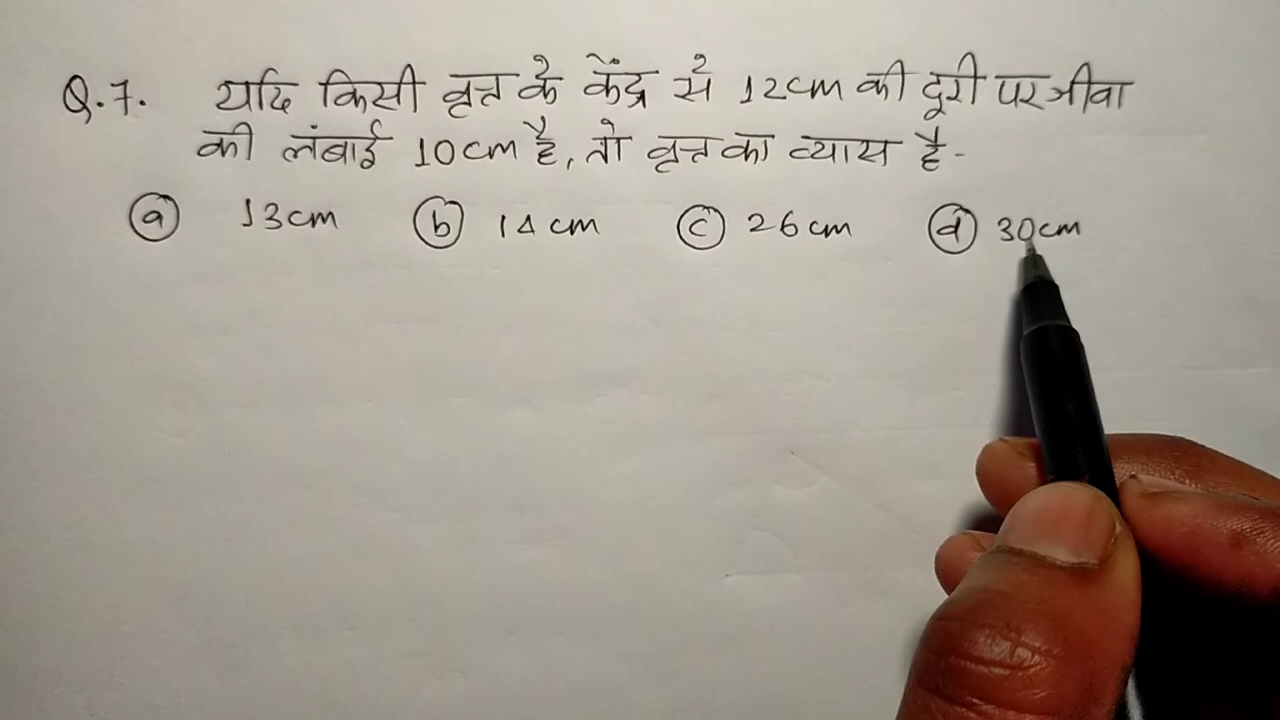 Q.7. यदि किसी वृत्त के केंद्र से 12cm की दूरी पर जीवा
की लंबाई 10cm है, तो वृत्त का व्यास है-
(a) 13cm (b) 14cm (c) 26cm (d) 30cm